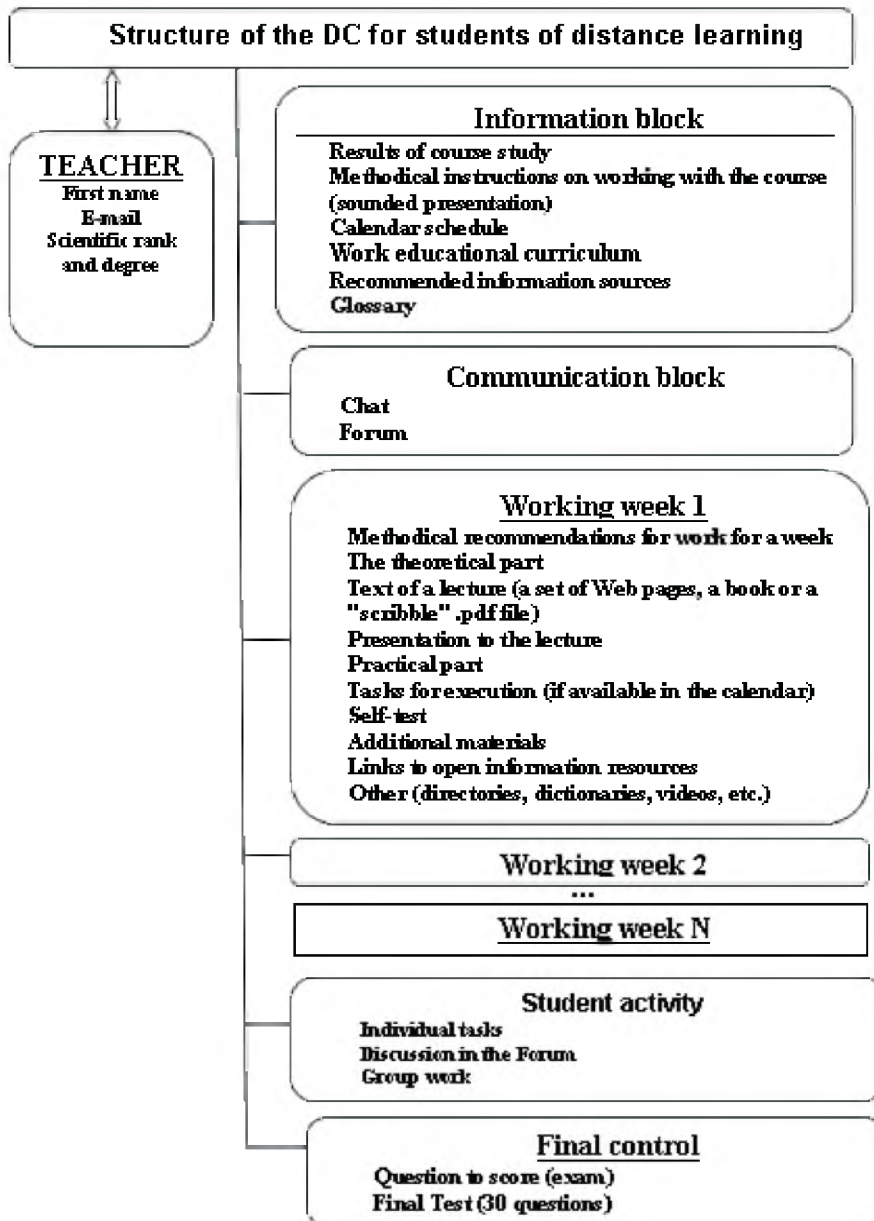 Structure of the DC for students of distance learning
TEACHER
First name
E-mail
Scientific rank
and degree
Information block
Results of course study
Methodical instructions on working with the course
(sounded presentation)
Calendar schedule
Work educational curriculum
Recommended information sources
Glossary
Communication block
Chat
Forum
Working week 1
Methodical recommendations for work for a week
The theoretical part
Text of a lecture (a set of Web pages, a book or a
"scribble" .pdf file)
Presentation to the lecture
Practical part
Tasks for execution (if available in the calendar)
Self-test
Additional materials
Links to open information resources
Other (directories, dictionaries, videos, etc.)
Working week 2
...
Working week N
Student activity
Individual tasks
Discussion in the Forum
Group work
Final control
Question to score (exam)
Final Test (30 questions)